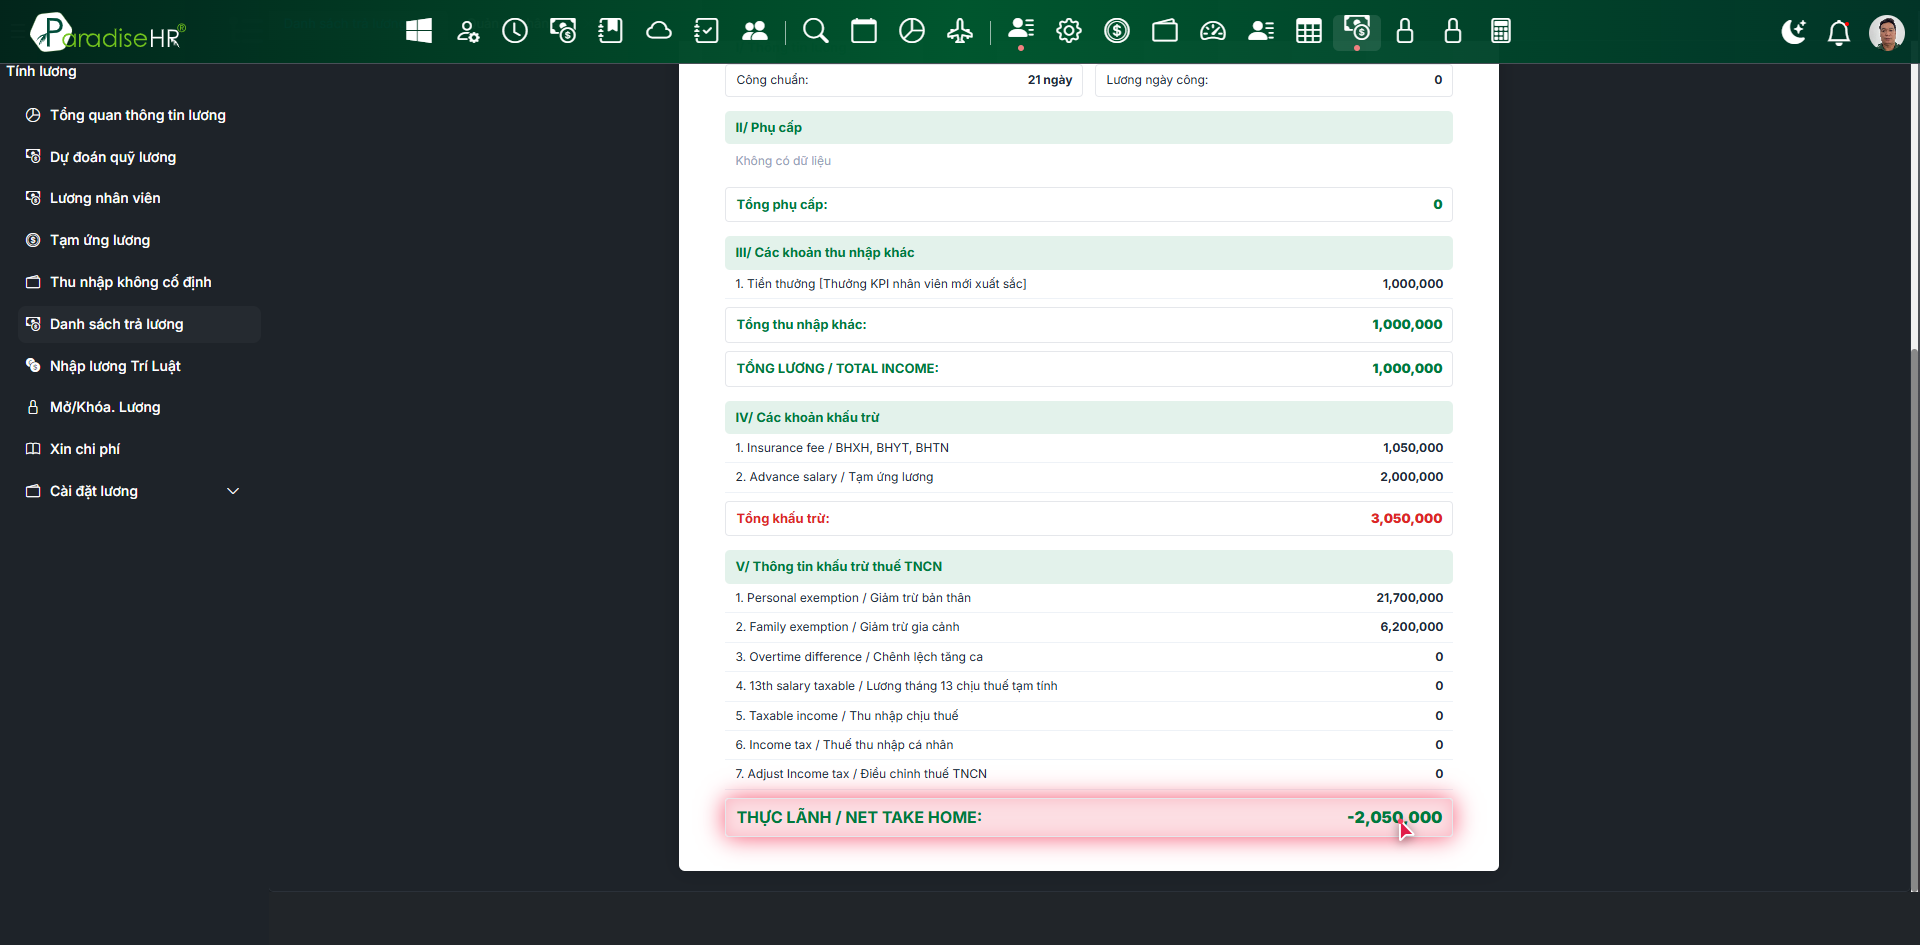 ParadiseHR®
Tính lương
Tổng quan thông tin lương
Dự đoán quỹ lương
Lương nhân viên
Tạm ứng lương
Thu nhập không cố định
Danh sách trả lương
Nhập lương Trí Luật
Mở/Khóa. Lương
Xin chi phí
Cài đặt lương
Công chuẩn: 21 ngày
Lương ngày công: 0
II/ Phụ cấp
Không có dữ liệu
Tổng phụ cấp: 0
III/ Các khoản thu nhập khác
1. Tiền thưởng [Thưởng KPI nhân viên mới xuất sắc] 1,000,000
Tổng thu nhập khác: 1,000,000
TỔNG LƯƠNG / TOTAL INCOME: 1,000,000
IV/ Các khoản khấu trừ
1. Insurance fee / BHXH, BHYT, BHTN 1,050,000
2. Advance salary / Tạm ứng lương 2,000,000
Tổng khấu trừ: 3,050,000
V/ Thông tin khấu trừ thuế TNCN
1. Personal exemption / Giảm trừ bản thân 21,700,000
2. Family exemption / Giảm trừ gia cảnh 6,200,000
3. Overtime difference / Chênh lệch tăng ca 0
4. 13th salary taxable / Lương tháng 13 chịu thuế tạm tính 0
5. Taxable income / Thu nhập chịu thuế 0
6. Income tax / Thuế thu nhập cá nhân 0
7. Adjust Income tax / Điều chỉnh thuế TNCN 0
THỰC LÃNH / NET TAKE HOME: -2,050,000